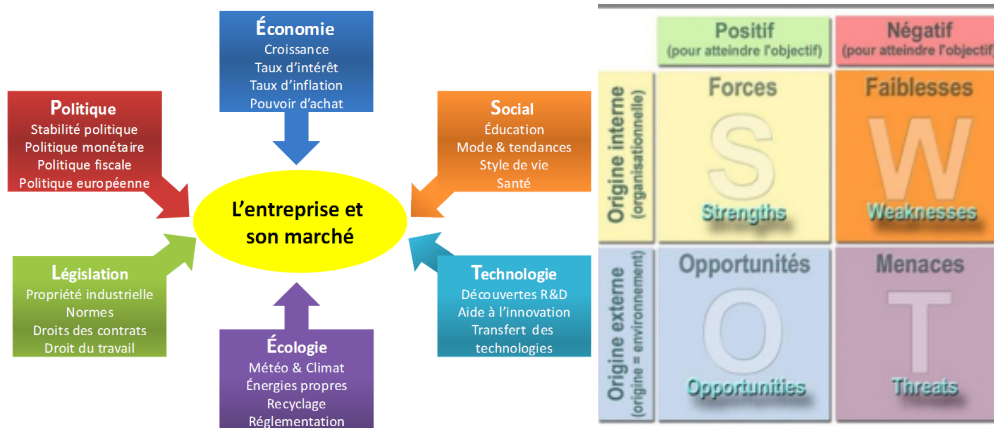 Économie
Croissance
Taux d'intérêt
Taux d'inflation
Pouvoir d'achat
Politique
Stabilité politique
Politique monétaire
Politique fiscale
Politique européenne
Social
Éducation
Mode & tendances
Style de vie
Santé
L'entreprise et
son marché
Législation
Propriété industrielle
Normes
Droits des contrats
Droit du travail
Technologie
Découvertes R&D
Aide à l'innovation
Transfert des
technologies
Écologie
Météo & Climat
Énergies propres
Recyclage
Réglementation
Positif
(pour atteindre l'objectif)
Négatif
(pour atteindre l'objectif)
Origine interne
(organisationnelle)
Forces
S
Strengths
Faiblesses
W
Weaknesses
Origine externe
(origine = environnement)
Opportunités
O
Opportunities
Menaces
T
Threats